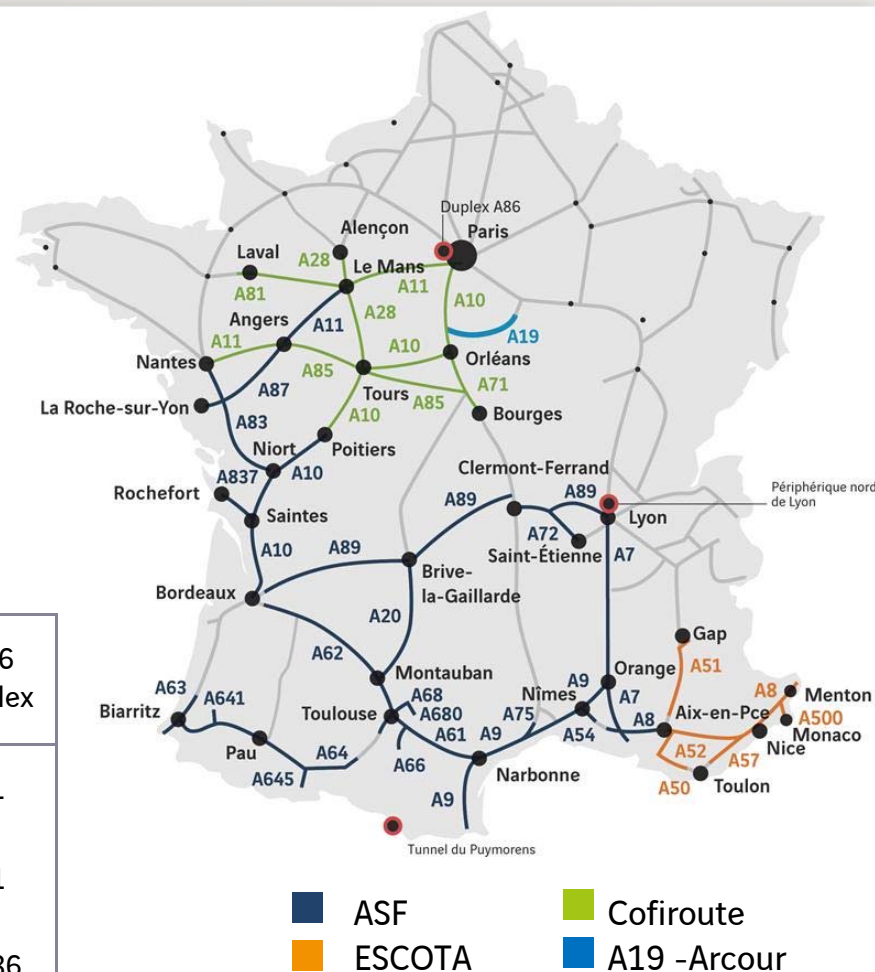 Duplex A86
Paris
Alençon
Laval
A28
Le Mans
A81
A11
A10
A28
Angers
A11
A19
A11
A10
Orléans
Nantes
A85
A71
A87
Tours
A85
La Roche-sur-Yon
A10
Bourges
A83
Niort
Poitiers
Clermont-Ferrand
A837
A10
Périphérique nord
de Lyon
Rochefort
A89
A89
Saintes
A72
Lyon
A10
A89
Saint-Étienne
A7
Brive-
la-Gaillarde
Bordeaux
A20
6
Gap
A62
lex
A51
Montauban
Orange
A63
A641
A68
A9
A8
Menton
Nîmes
A7
Biarritz
Toulouse
A680
A75
A8
Aix-en-Pce
A500
Monaco
A61
A9
A54
Nice
Pau
A64
A66
A52
A57
A645
Narbonne
A50
Toulon
A9
Tunnel du Puymorens
ASF
Cofiroute
ESCOTA
A19 -Arcour